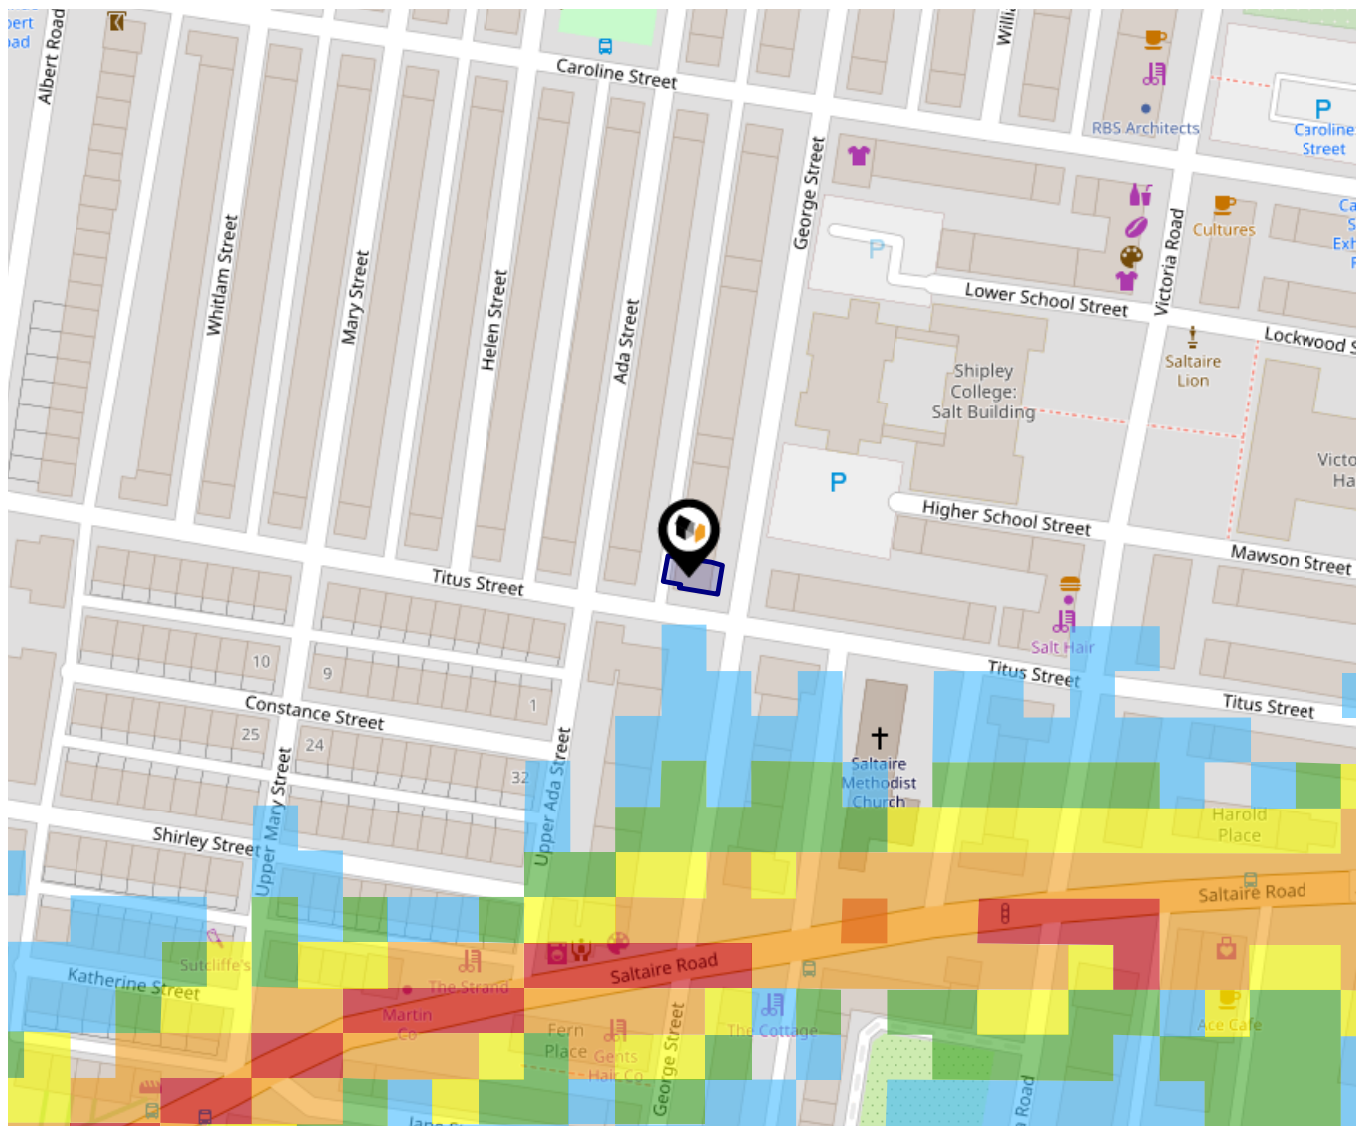 Albert Road
Caroline Street
RBS Architects
P
Caroline
Street
George Street
Victoria Road
Cultures
P
Lower School Street
Lockwood S
Whitlam Street
Mary Street
Helen Street
Ada Street
Saltaire
Lion
Shipley
College:
Salt Building
P
Higher School Street
Mawson Street
Titus Street
Salt Hair
Titus Street
Titus Street
10
9
1
Constance Street
25
24
32
Saltaire
Methodist
Church
Harold
Place
Upper Mary Street
Upper Ada Street
Shirley Street
Saltaire Road
Sutcliffe's
Katherine Street
The Strand
Saltaire Road
Martin
Co
Fern
Place
Gents
Hair Co
George Street
The Cottage
Ace Cafe